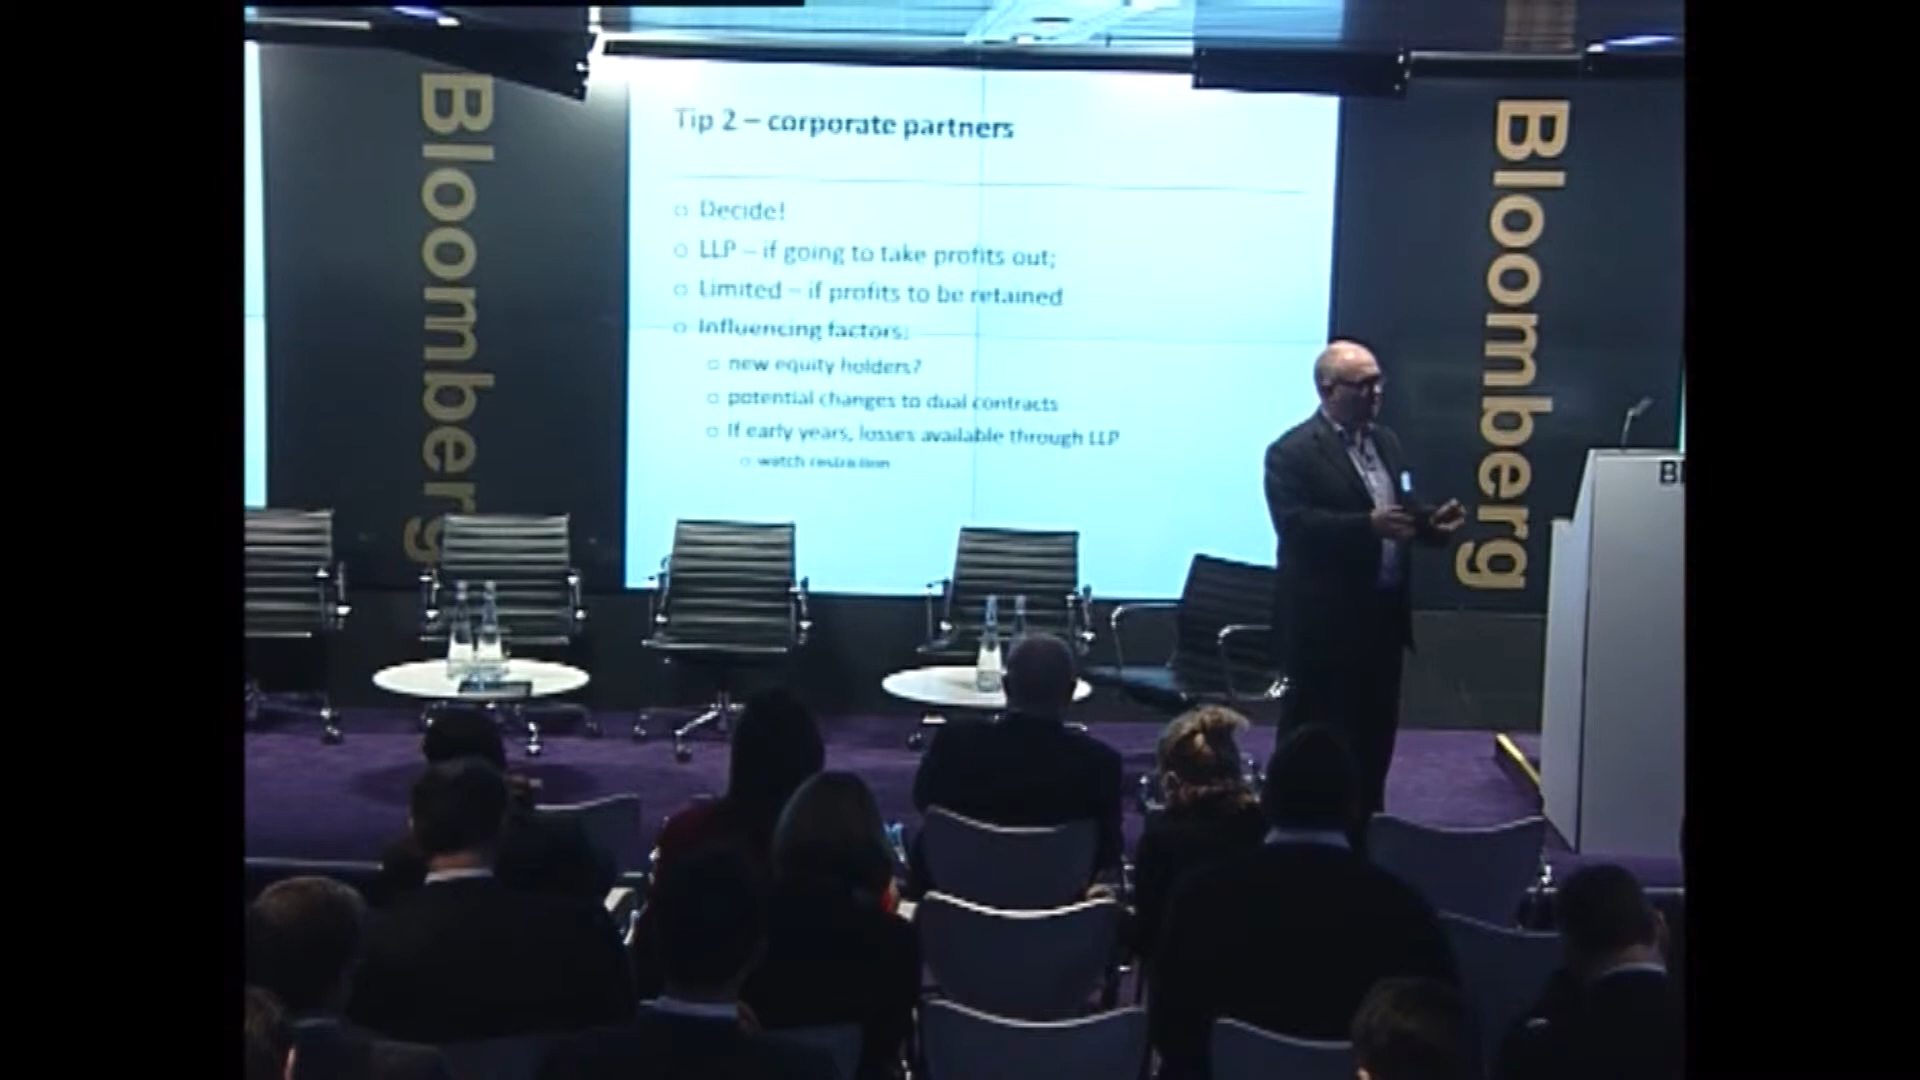 Bloomberg
Tip 2 – corporate partners
Decide!
LLP – if going to take profits out;
Limited – if profits to be retained
Influencing factors:
new equity holders?
potential changes to dual contracts
If early years, losses available through LLP
watch restriction
Bloomberg
Bl